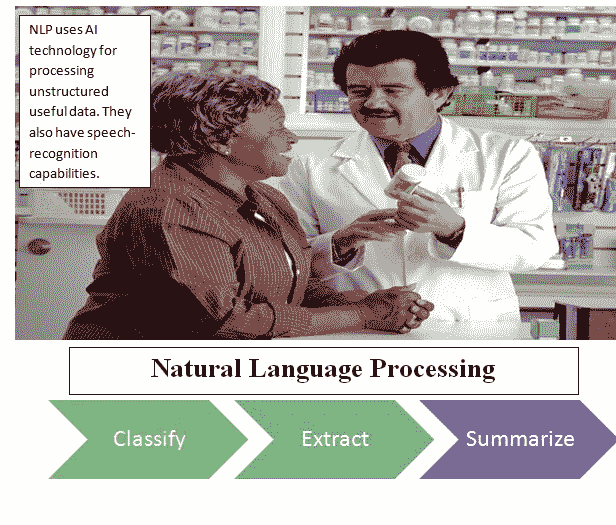 NLP uses AI
technology for
processing
unstructured
useful data. They
also have speech-
recognition
capabilities.
Natural Language Processing
Classify
Extract
Summarize